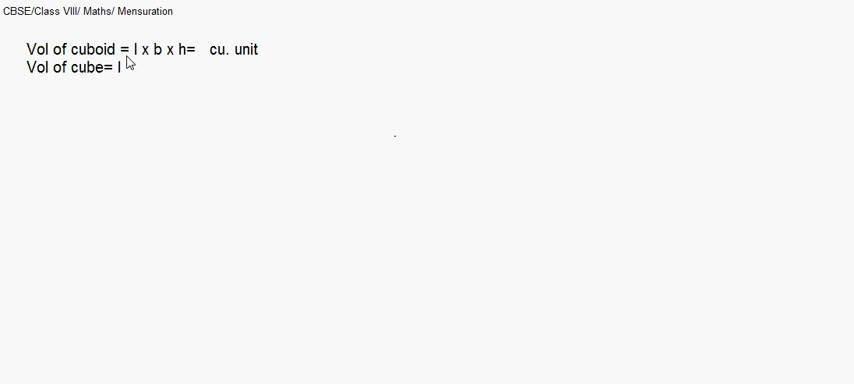 CBSE/Class VIII/ Maths/ Mensuration
Vol of cuboid = l x b x h= cu. unit
Vol of cube= l